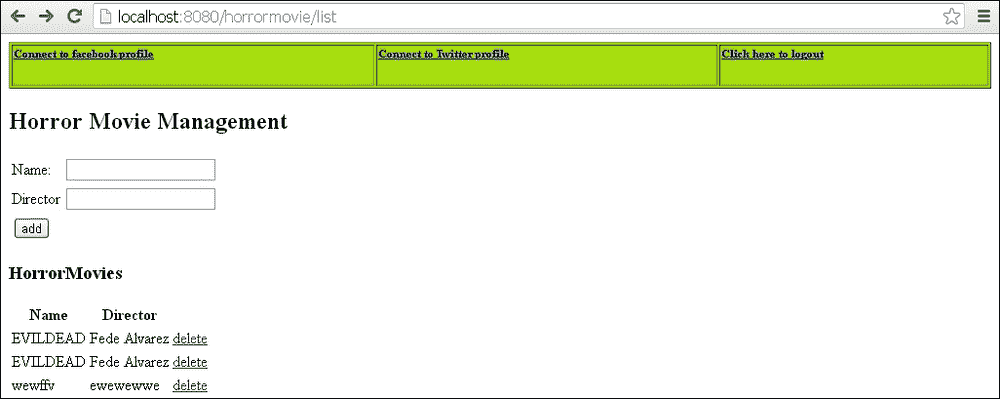 localhost:8080/horrormovie/list
Connect to facebook profile Connect to Twitter profile Click here to logout
Horror Movie Management
Name:
Director
add
HorrorMovies
Name Director
EVILDEAD Fede Alvarez delete
EVILDEAD Fede Alvarez delete
wewffv ewewewwe delete